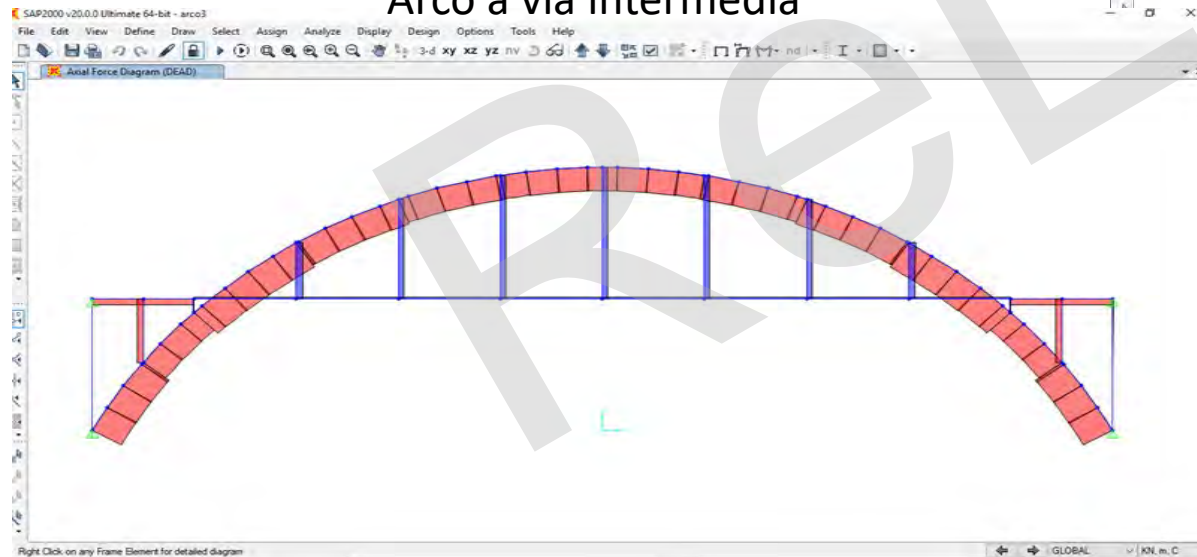 Arco a via intermedia
SAP2000 v20.0.0 Ultimate 64-bit - arco3
File Edit View Define Draw Select Assign Analyze Display Design Options Tools Help
3-d xy xz yz nv nd
Axial Force Diagram (DEAD)
ReL
Right Click on any Frame Element for detailed diagram
GLOBAL
KN, m, C